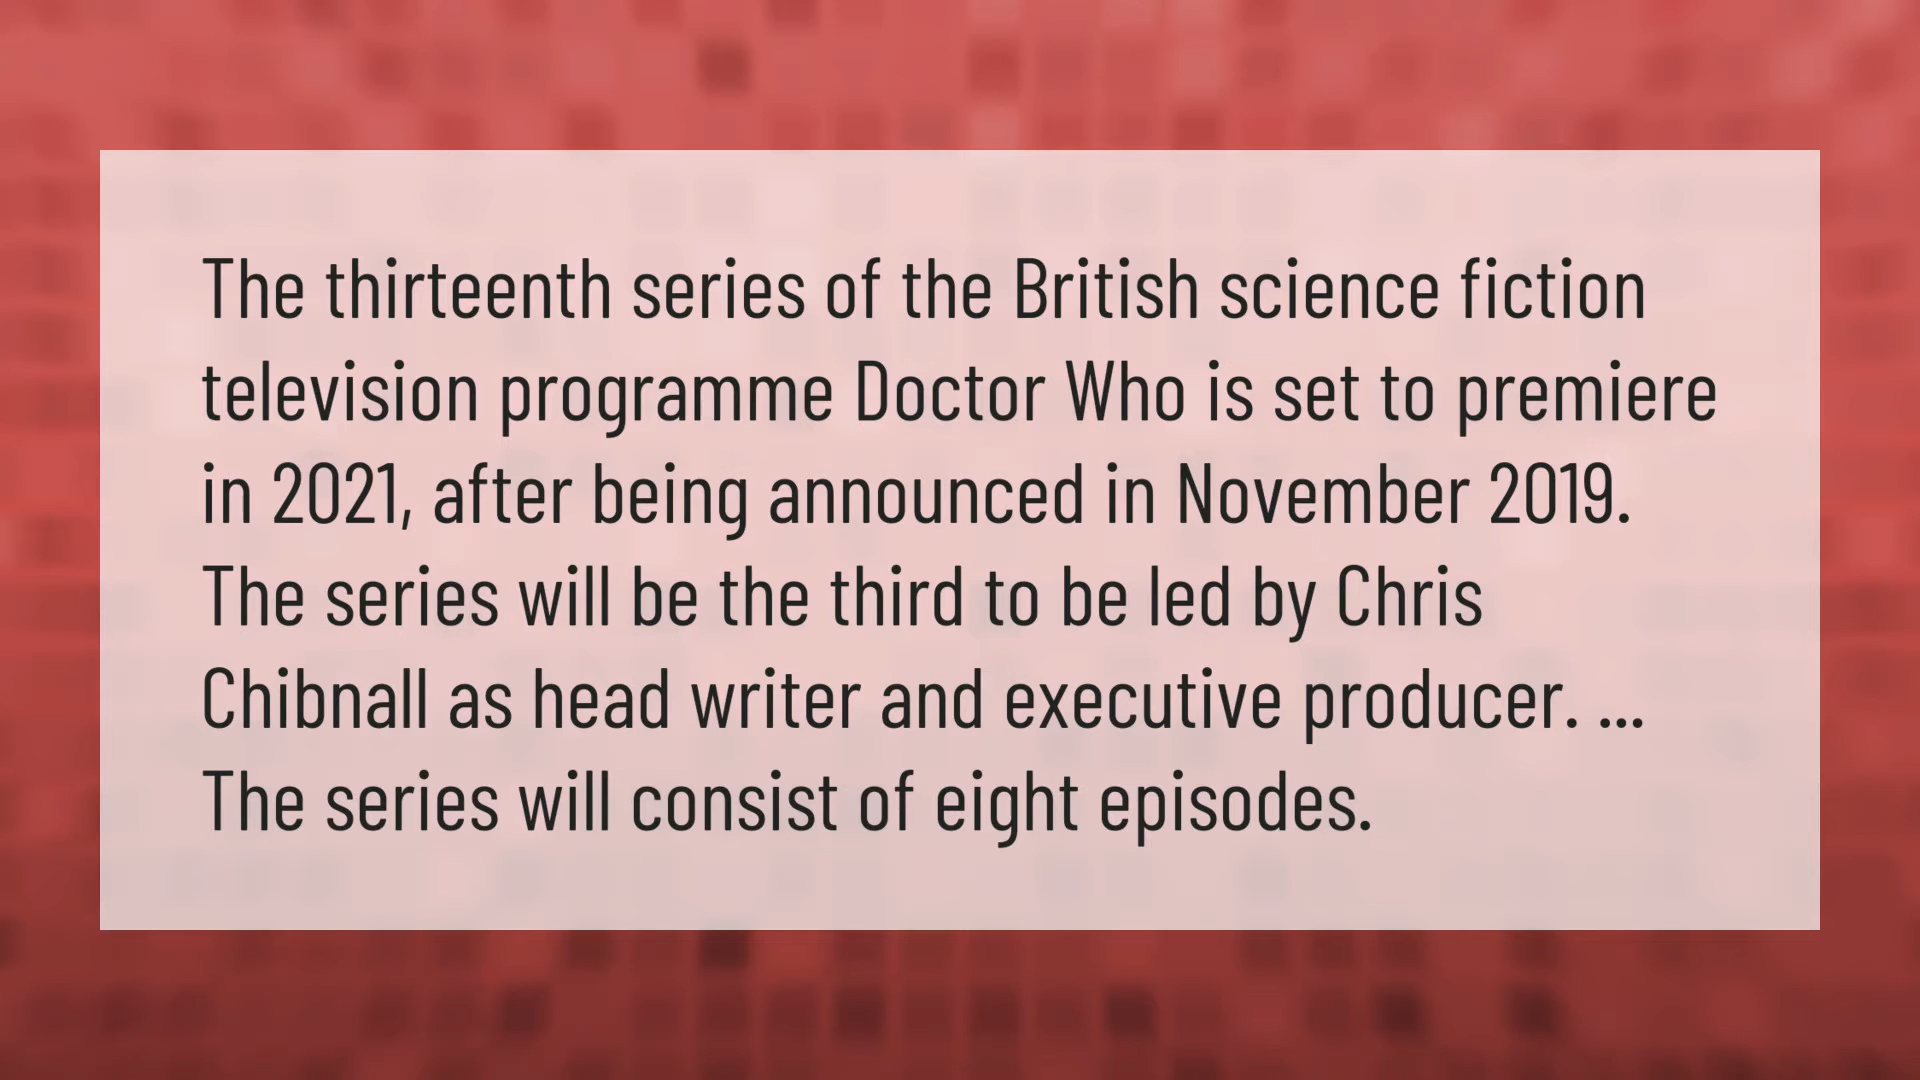 The thirteenth series of the British science fiction
television programme Doctor Who is set to premiere
in 2021, after being announced in November 2019.
The series will be the third to be led by Chris
Chibnall as head writer and executive producer. ...
The series will consist of eight episodes.